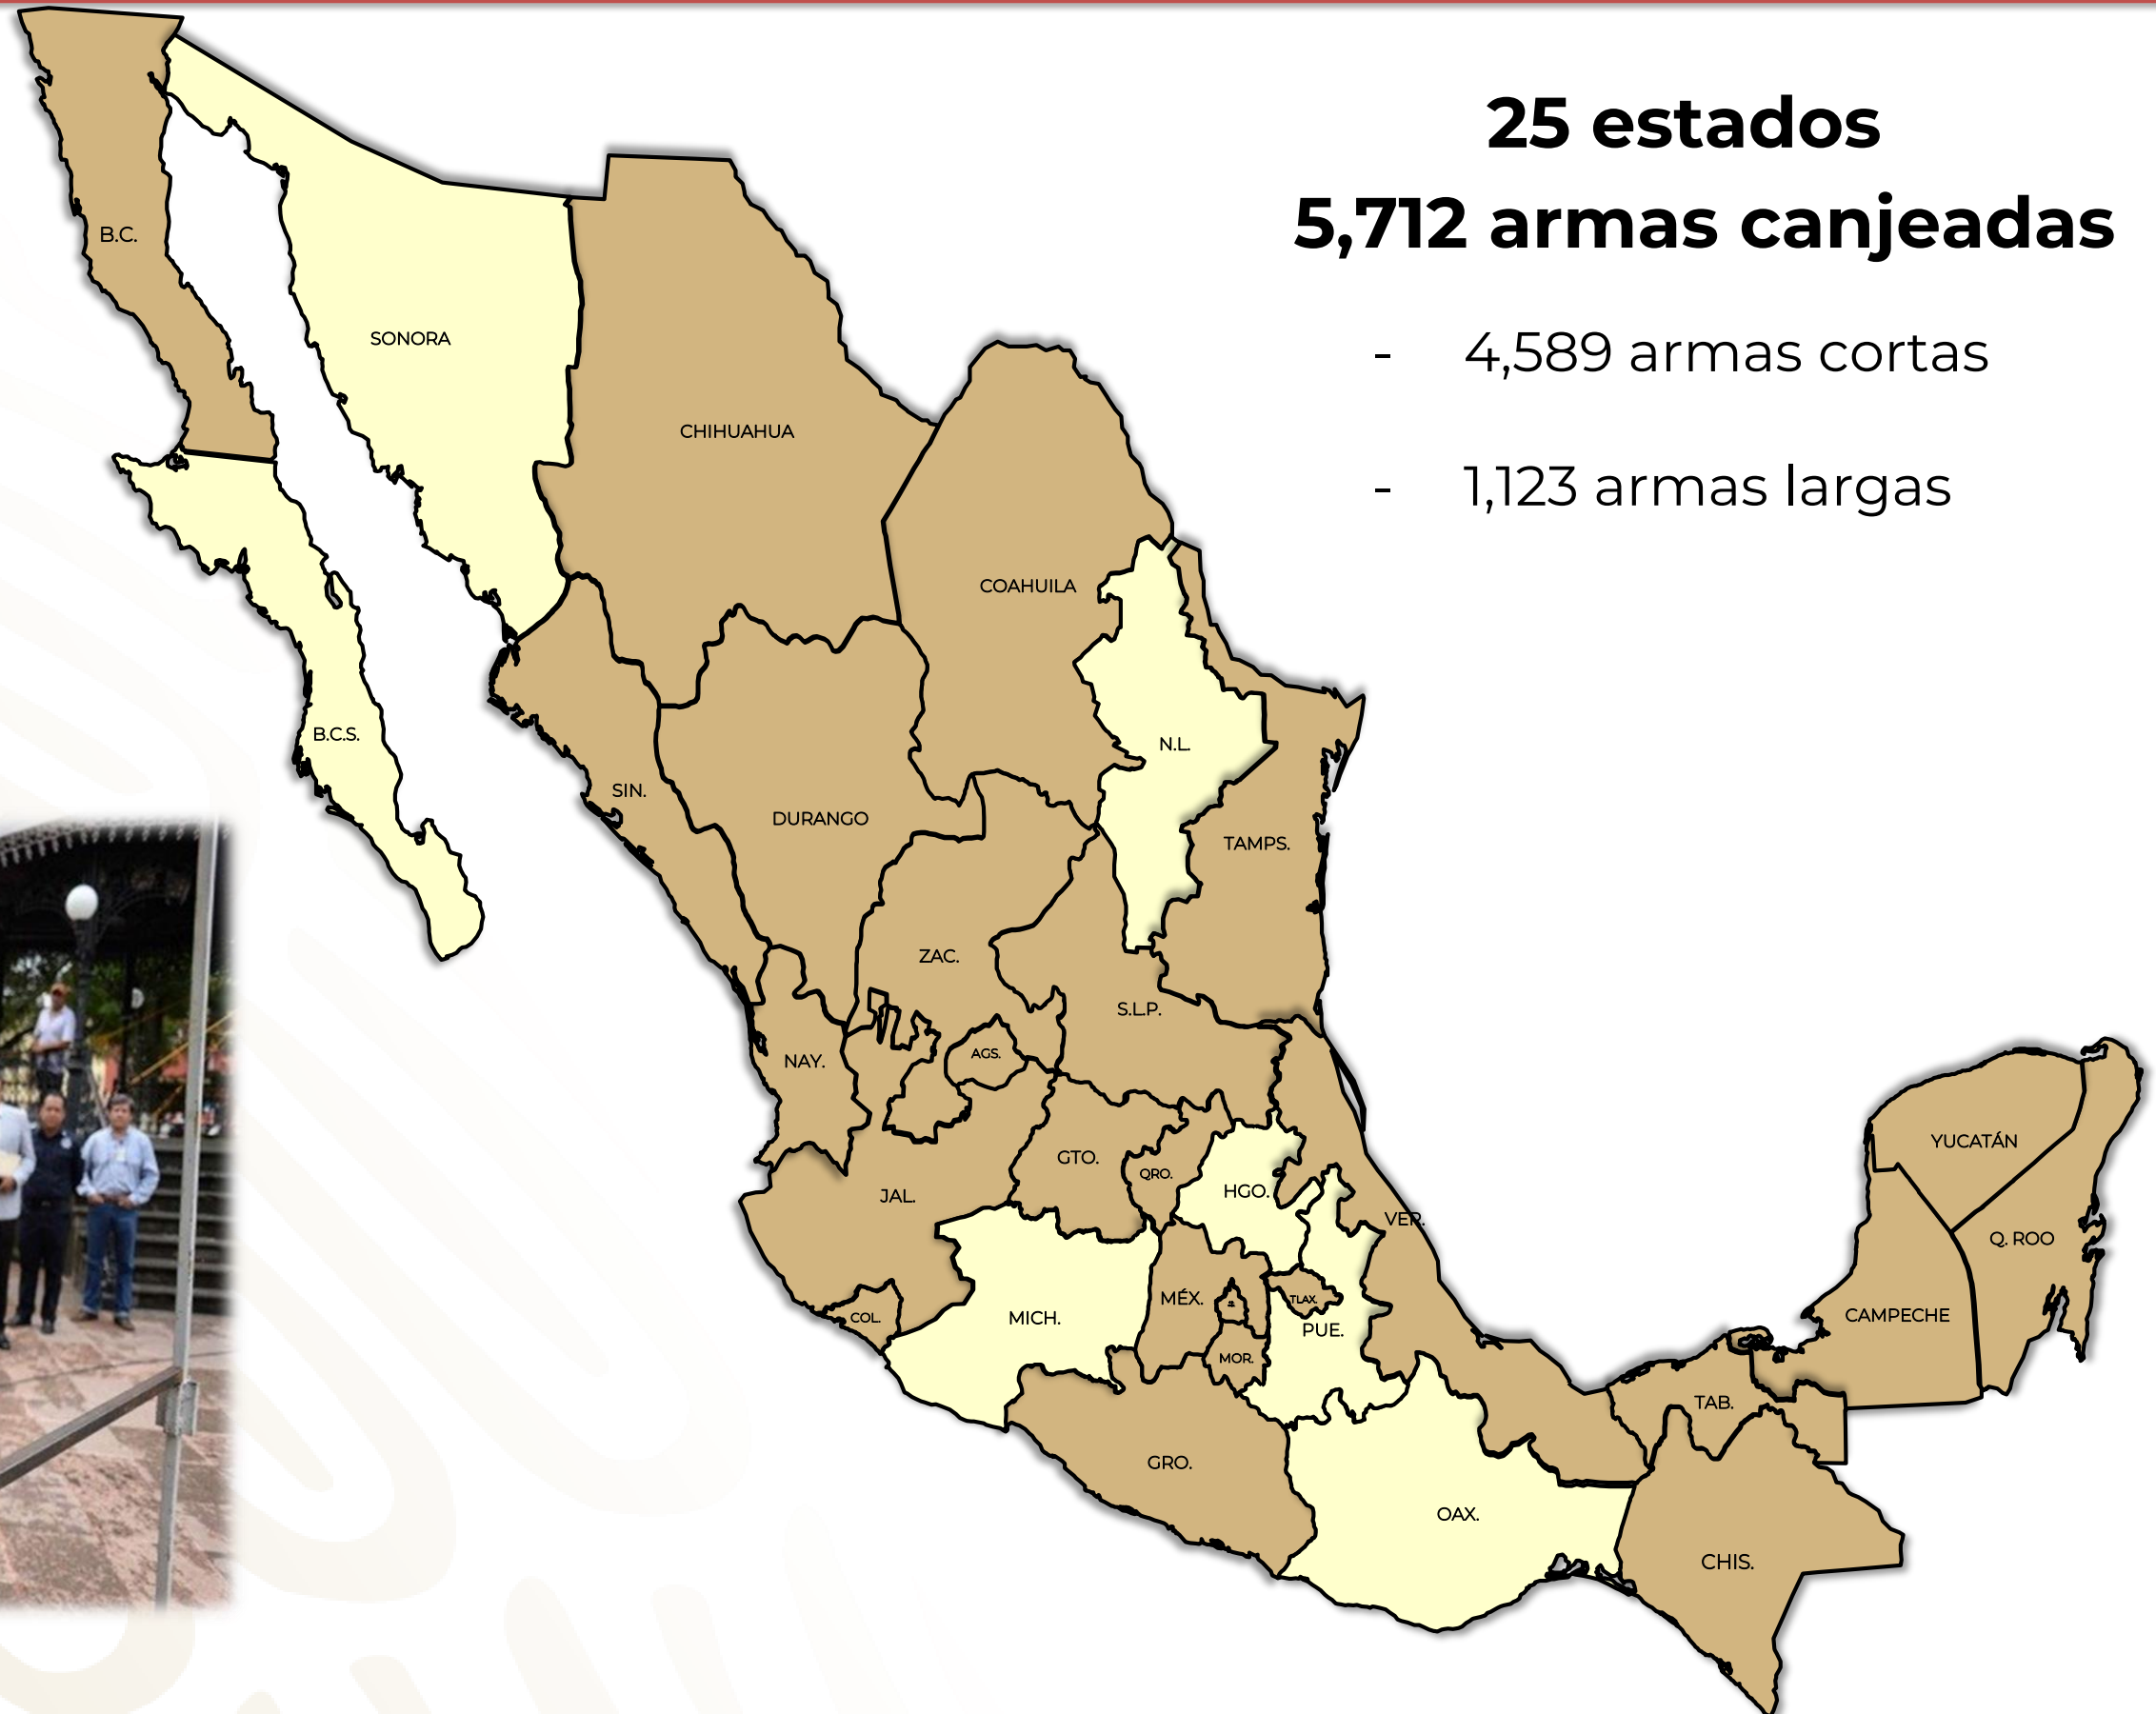 25 estados
5,712 armas canjeadas
- 4,589 armas cortas
- 1,123 armas largas
B.C.
SONORA
CHIHUAHUA
COAHUILA
B.C.S.
N.L.
SIN.
DURANGO
TAMPS.
ZAC.
S.L.P.
AGS.
NAY.
YUCATÁN
GTO.
QRO.
HGO.
JAL.
VER.
Q. ROO
MÉX.
TLAX.
COL.
MICH.
PUE.
CAMPECHE
MOR.
TAB.
GRO.
OAX.
CHIS.